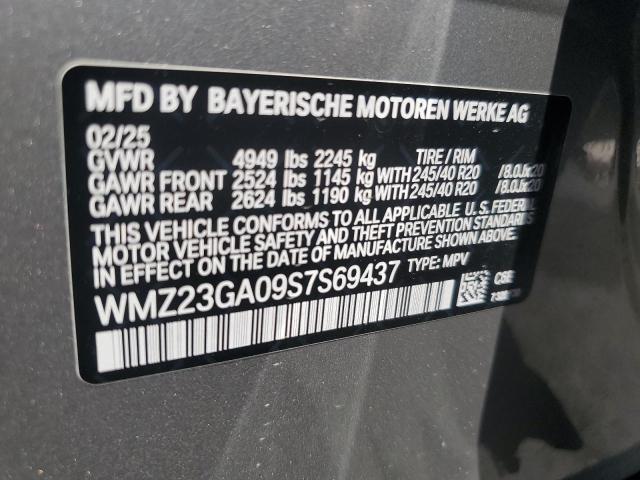 MFD BY BAYERISCHE MOTOREN WERKE AG
02/25
GVWR 4949 lbs 2245 kg TIRE / RIM
GAWR FRONT 2524 lbs 1145 kg WITH 245/40 R20 /8.0Jx20
GAWR REAR 2624 lbs 1190 kg WITH 245/40 R20 /8.0Jx20
THIS VEHICLE CONFORMS TO ALL APPLICABLE U. S. FEDERAL
MOTOR VEHICLE SAFETY AND THEFT PREVENTION STANDARDS
IN EFFECT ON THE DATE OF MANUFACTURE SHOWN ABOVE.
WMZ23GA09S7S69437 TYPE: MPV